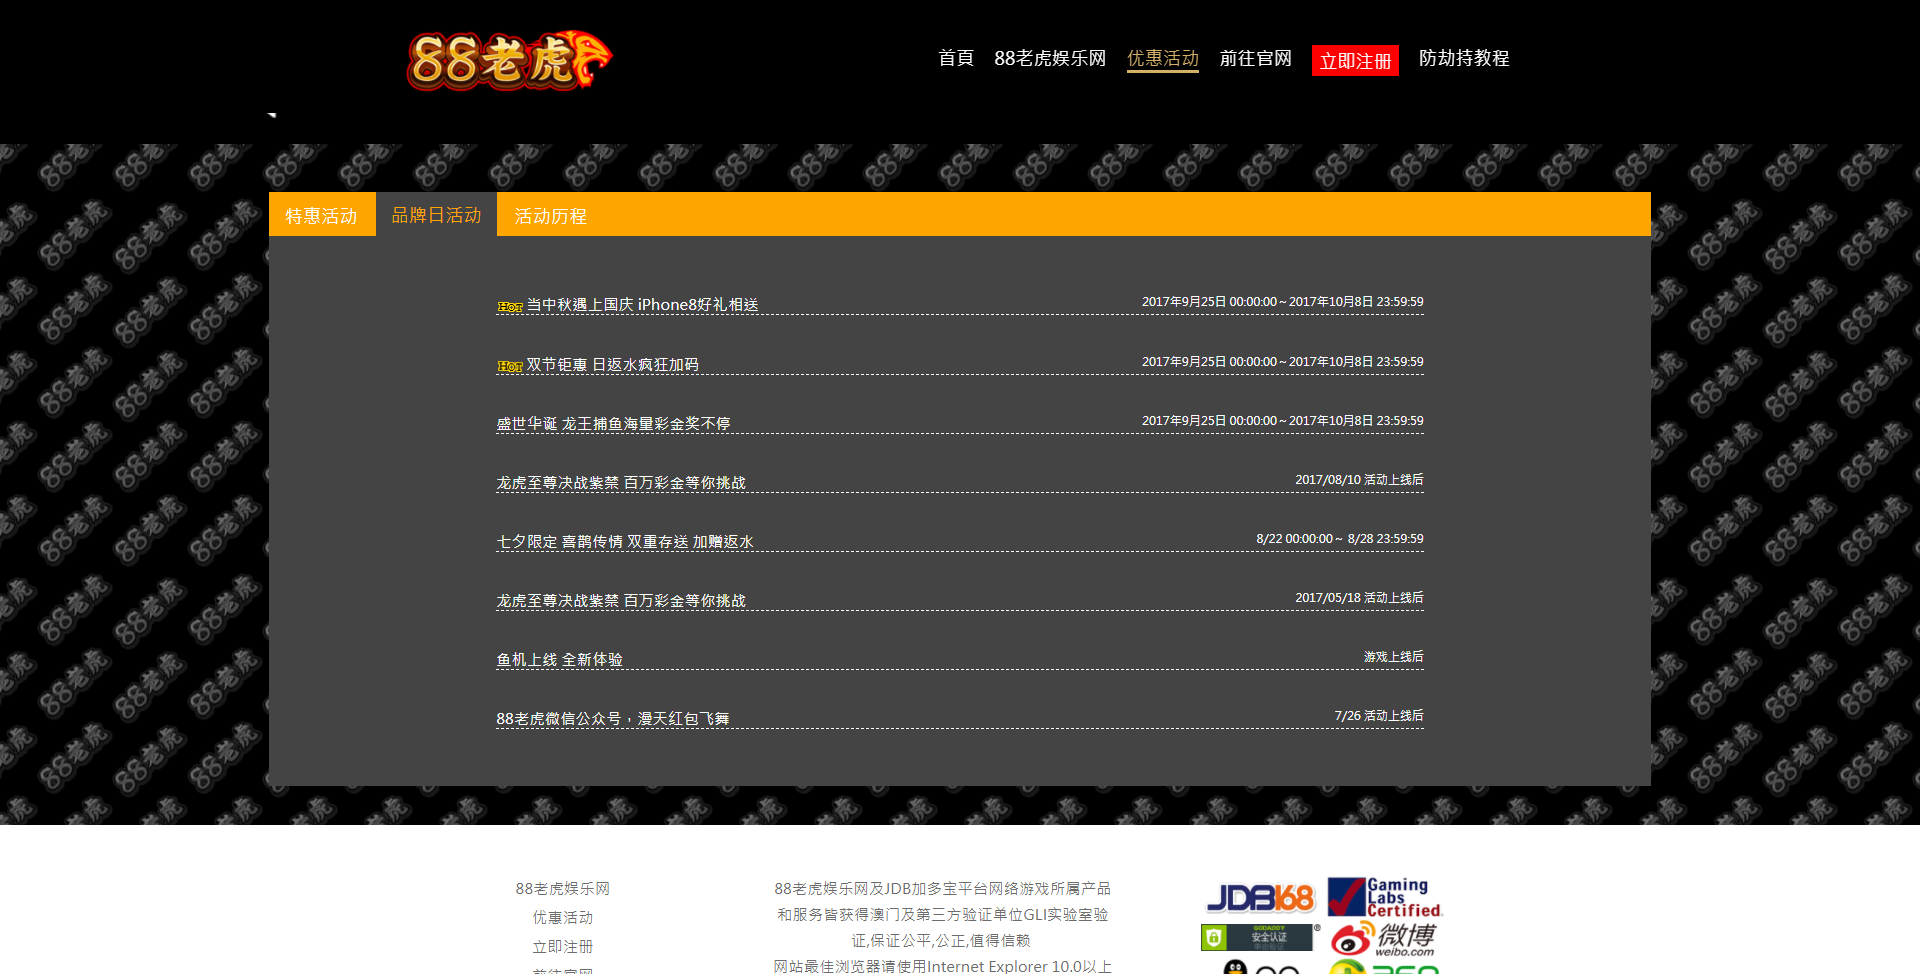 88老虎
首頁 88老虎娱乐网 优惠活动 前往官网 立即注册 防劫持教程
特惠活动 品牌日活动 活动历程
HOT 当中秋遇上国庆 iPhone8好礼相送 2017年9月25日 00:00:00 ~ 2017年10月8日 23:59:59
HOT 双节钜惠 日返水疯狂加码 2017年9月25日 00:00:00 ~ 2017年10月8日 23:59:59
盛世华诞 龙王捕鱼海量彩金奖不停 2017年9月25日 00:00:00 ~ 2017年10月8日 23:59:59
龙虎至尊决战紫禁 百万彩金等你挑战 2017/08/10 活动上线后
七夕限定 喜鹊传情 双重存送 加赠返水 8/22 00:00:00 ~ 8/28 23:59:59
龙虎至尊决战紫禁 百万彩金等你挑战 2017/05/18 活动上线后
鱼机上线 全新体验 游戏上线后
88老虎微信公众号，漫天红包飞舞 7/26 活动上线后
88老虎娱乐网
优惠活动
立即注册
前往官网
88老虎娱乐网及JDB加多宝平台网络游戏所属产品
和服务皆获得澳门及第三方验证单位GLI实验室验
证,保证公平,公正,值得信赖
网站最佳浏览器请使用Internet Explorer 10.0以上
JDB168
Gaming
Labs
Certified
GODADDY
安全认证
微博
weibo.com
360